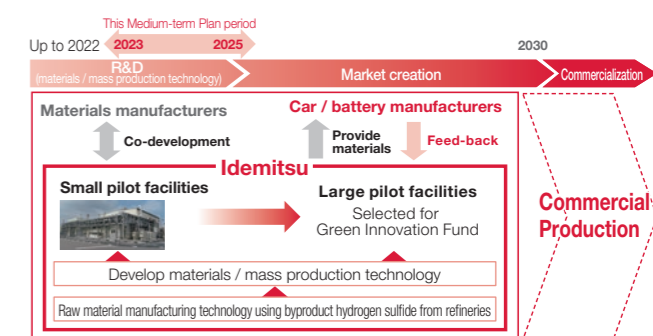 This Medium-term Plan period
Up to 2022 2023 2025 2030
R&D
(materials / mass production technology)
Market creation
Commercialization
Materials manufacturers
Car / battery manufacturers
Co-development
Provide
materials
Feed-back
Idemitsu
Small pilot facilities
Large pilot facilities
Selected for
Green Innovation Fund
Commercial
Production
Develop materials / mass production technology
Raw material manufacturing technology using byproduct hydrogen sulfide from refineries